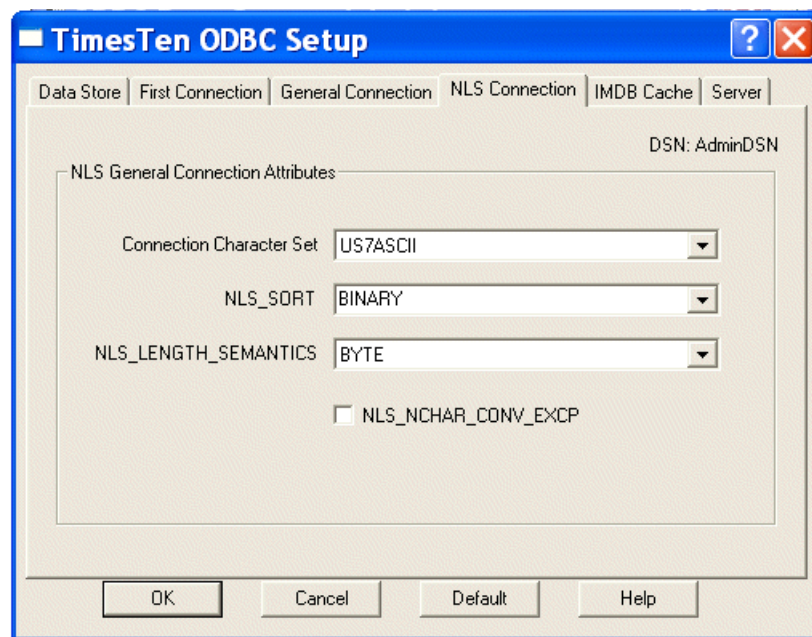 TimesTen ODBC Setup
Data Store First Connection General Connection NLS Connection IMDB Cache Server
DSN: AdminDSN
NLS General Connection Attributes
Connection Character Set US7ASCII
NLS_SORT BINARY
NLS_LENGTH_SEMANTICS BYTE
NLS_NCHAR_CONV_EXCP
OK Cancel Default Help